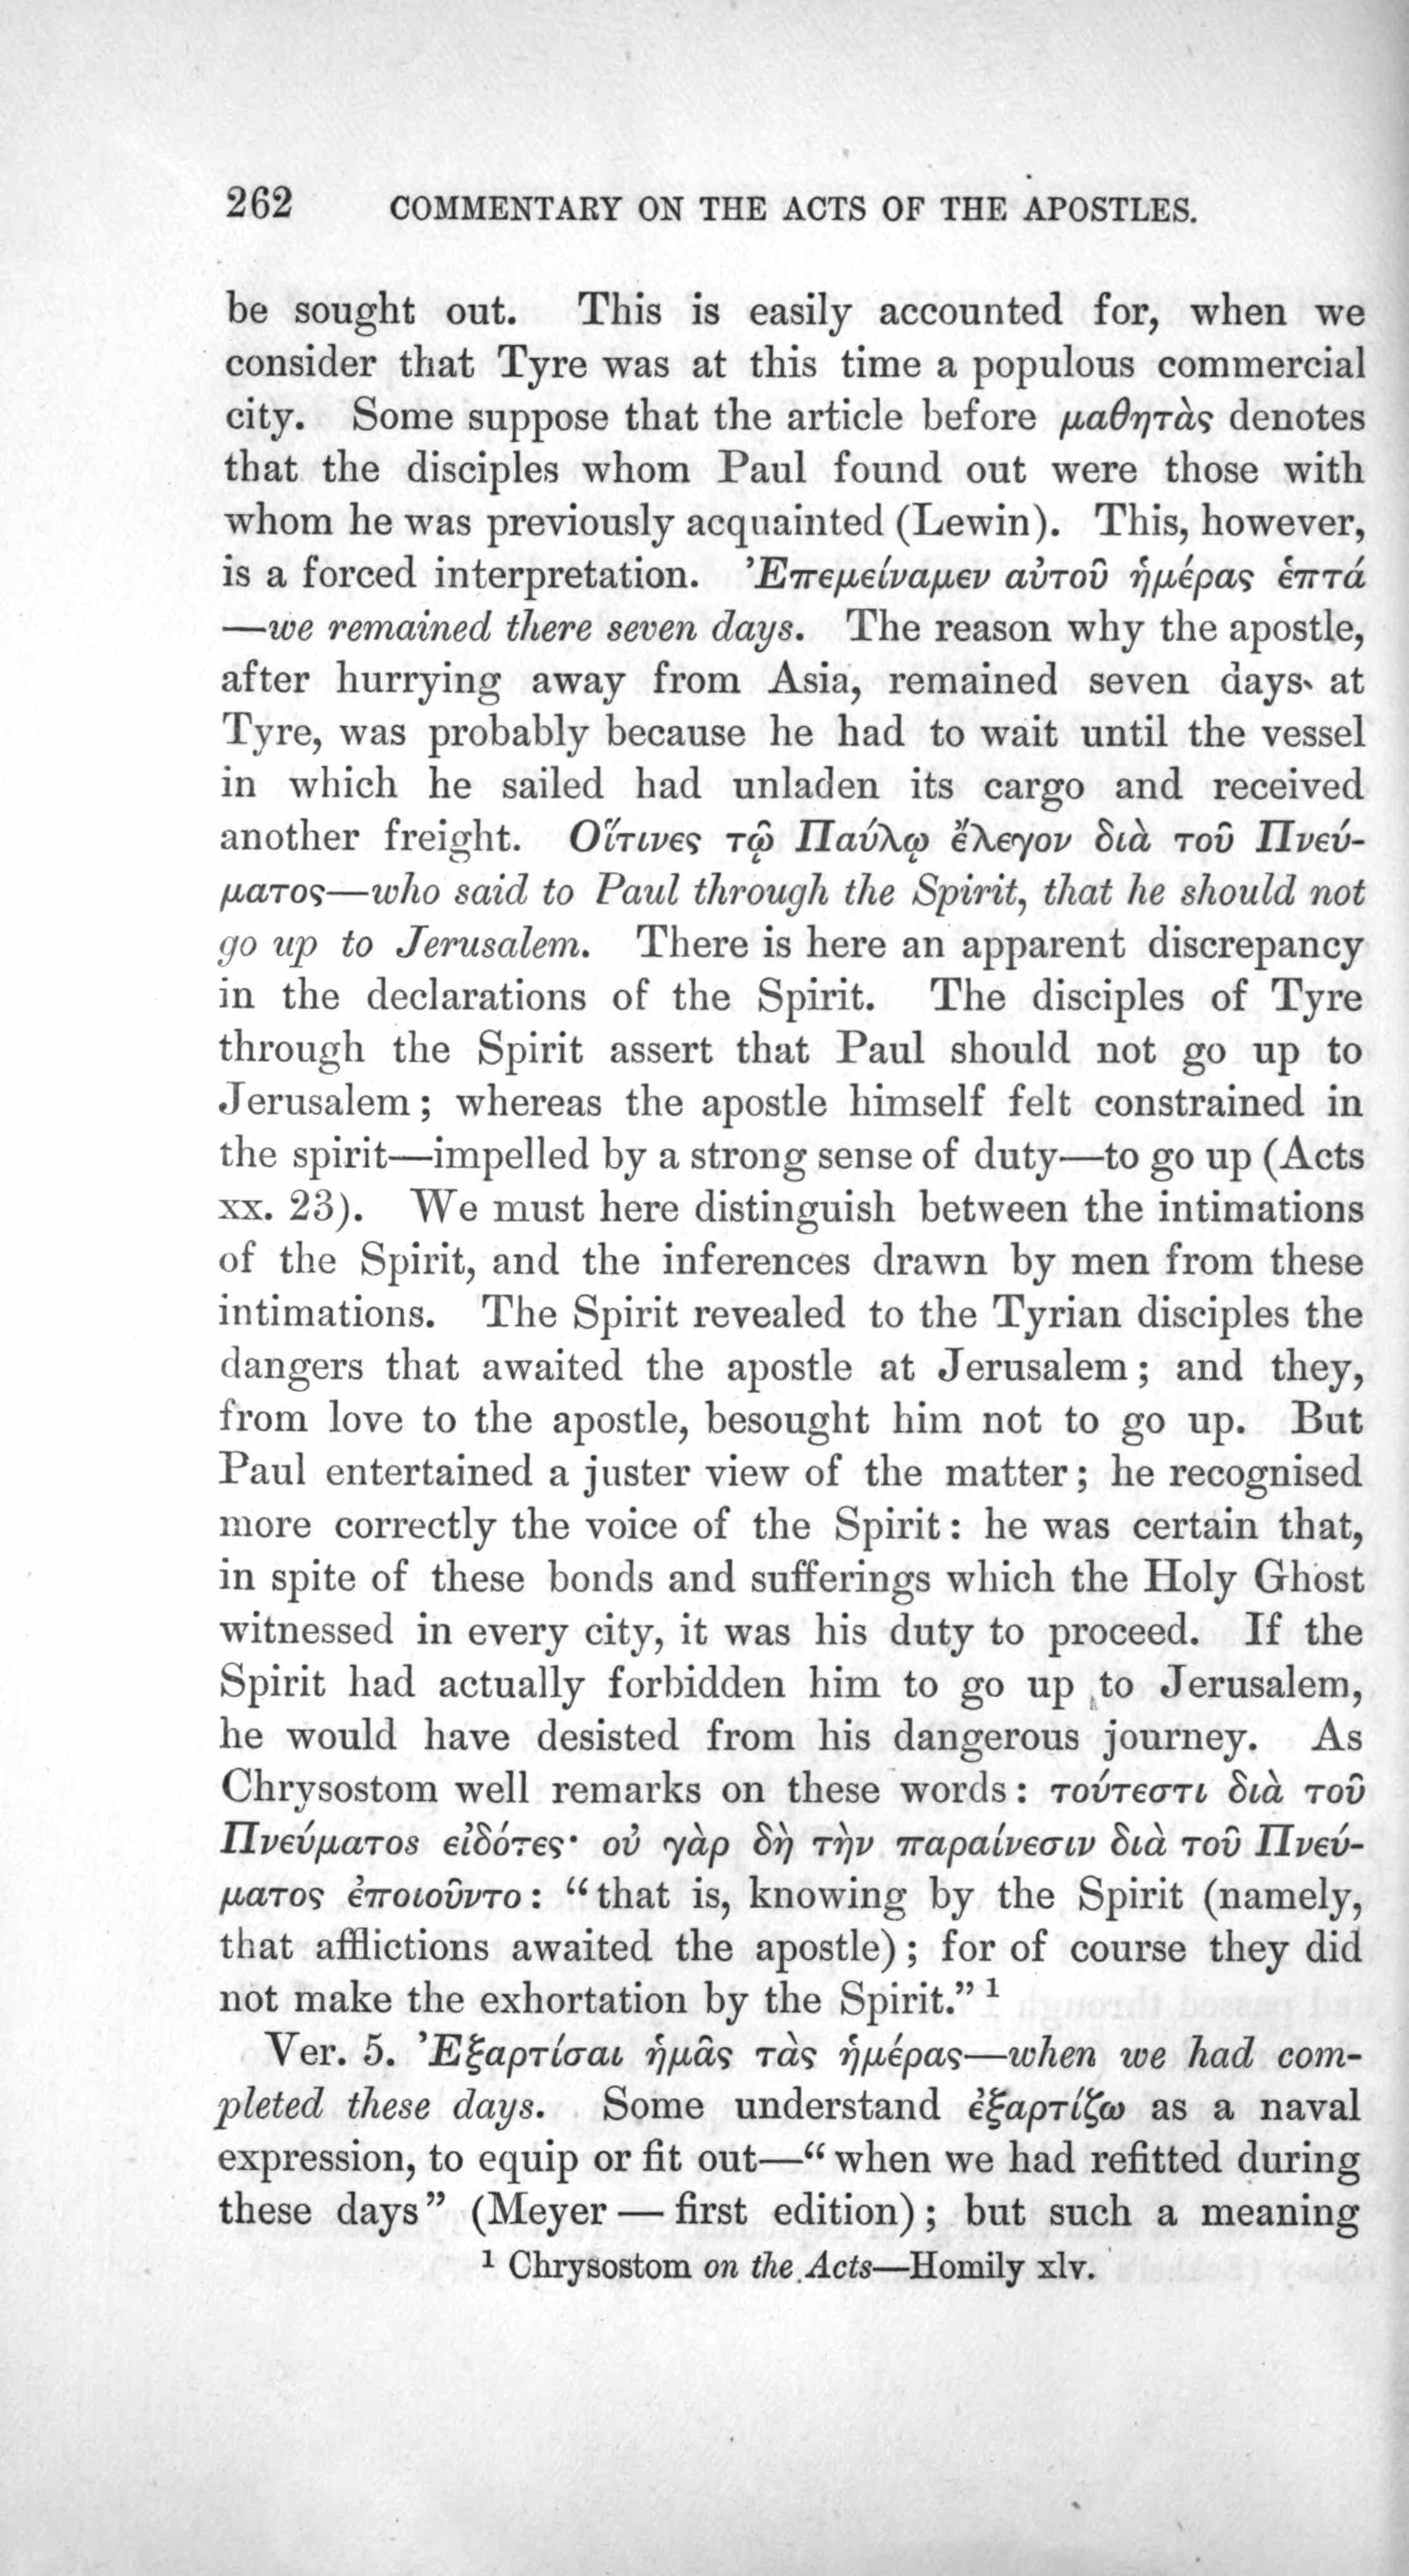 262 COMMENTARY ON THE ACTS OF THE APOSTLES.
be sought out. This is easily accounted for, when we
consider that Tyre was at this time a populous commercial
city. Some suppose that the article before μαθητὰς denotes
that the disciples whom Paul found out were those with
whom he was previously acquainted (Lewin). This, however,
is a forced interpretation. Ἐπεμείναμεν αὐτοῦ ἡμέρας ἑπτά
—we remained there seven days. The reason why the apostle,
after hurrying away from Asia, remained seven days at
Tyre, was probably because he had to wait until the vessel
in which he sailed had unladen its cargo and received
another freight. Οἵτινες τῷ Παύλῳ ἔλεγον διὰ τοῦ Πνεύ-
ματος—who said to Paul through the Spirit, that he should not
go up to Jerusalem. There is here an apparent discrepancy
in the declarations of the Spirit. The disciples of Tyre
through the Spirit assert that Paul should not go up to
Jerusalem; whereas the apostle himself felt constrained in
the spirit—impelled by a strong sense of duty—to go up (Acts
xx. 23). We must here distinguish between the intimations
of the Spirit, and the inferences drawn by men from these
intimations. The Spirit revealed to the Tyrian disciples the
dangers that awaited the apostle at Jerusalem; and they,
from love to the apostle, besought him not to go up. But
Paul entertained a juster view of the matter; he recognised
more correctly the voice of the Spirit: he was certain that,
in spite of these bonds and sufferings which the Holy Ghost
witnessed in every city, it was his duty to proceed. If the
Spirit had actually forbidden him to go up to Jerusalem,
he would have desisted from his dangerous journey. As
Chrysostom well remarks on these words: τούτεστι διὰ τοῦ
Πνεύματος εἰδότες· οὐ γὰρ δὴ τὴν παραίνεσιν διὰ τοῦ Πνεύ-
ματος ἐποιοῦντο: “that is, knowing by the Spirit (namely,
that afflictions awaited the apostle); for of course they did
not make the exhortation by the Spirit.” 1
Ver. 5. Ἐξαρτίσαι ἡμᾶς τὰς ἡμέρας—when we had com-
pleted these days. Some understand ἐξαρτίζω as a naval
expression, to equip or fit out—“when we had refitted during
these days” (Meyer — first edition); but such a meaning
1 Chrysostom on the Acts—Homily xlv.